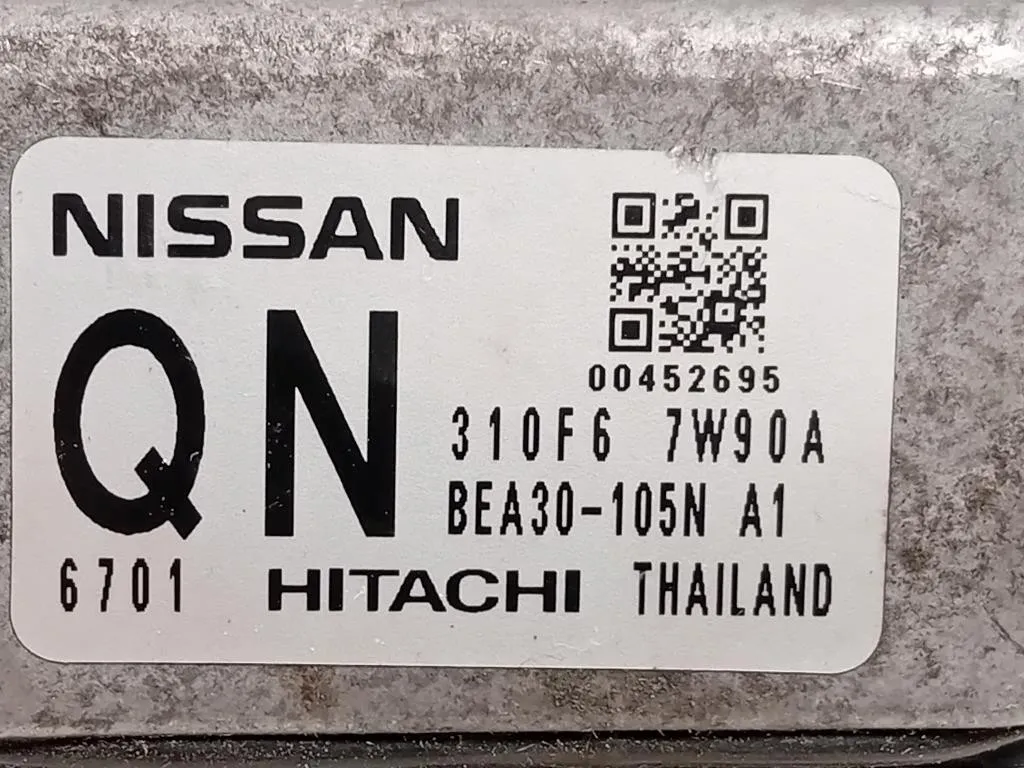 NISSAN
00452695
QN
310F6 7W90A
BEA30-105N A1
6701 HITACHI THAILAND